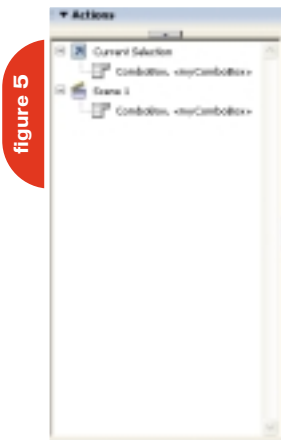 figure 5
Actions
Current Selection
ComboBox, <myComboBox>
Scene 1
ComboBox, <myComboBox>